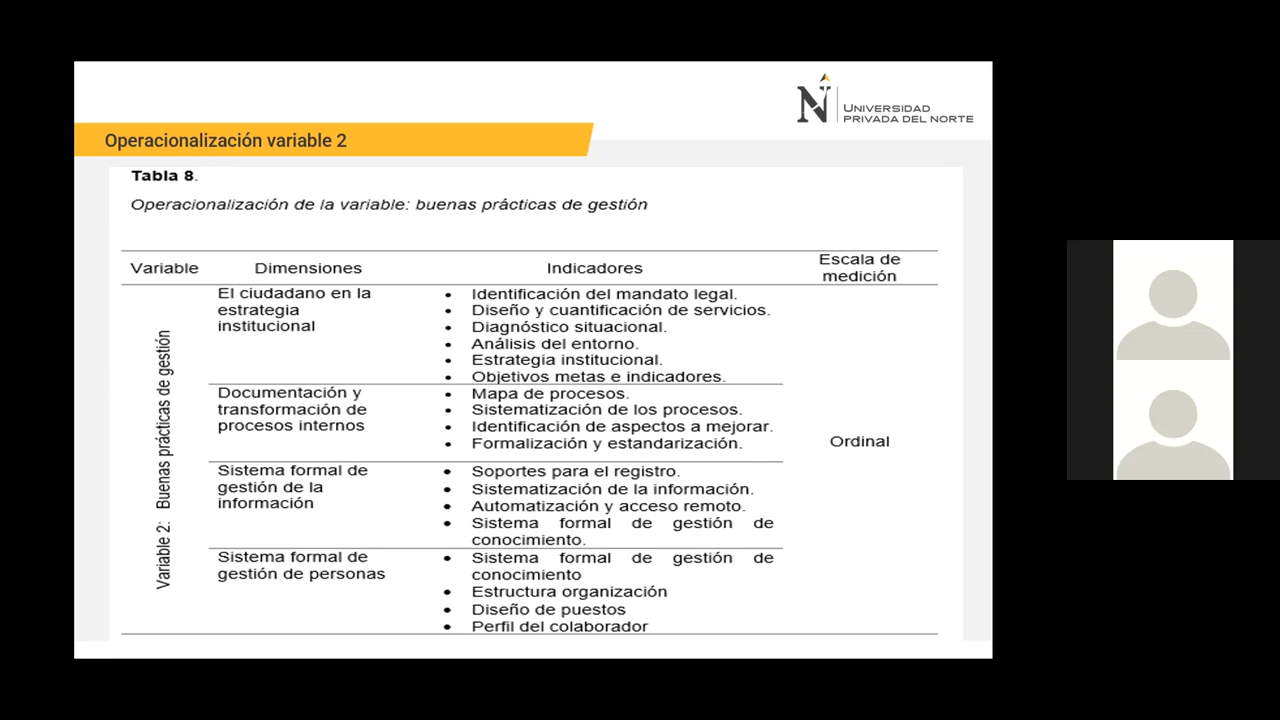 UNIVERSIDAD
PRIVADA DEL NORTE
Operacionalización variable 2
Tabla 8.
Operacionalización de la variable: buenas prácticas de gestión
Variable
Dimensiones
Indicadores
Escala de
medición
Variable 2: Buenas prácticas de gestión
El ciudadano en la
estrategia
institucional
• Identificación del mandato legal.
• Diseño y cuantificación de servicios.
• Diagnóstico situacional.
• Análisis del entorno.
• Estrategia institucional.
• Objetivos metas e indicadores.
Documentación y
transformación de
procesos internos
• Mapa de procesos.
• Sistematización de los procesos.
• Identificación de aspectos a mejorar.
• Formalización y estandarización.
Sistema formal de
gestión de la
información
• Soportes para el registro.
• Sistematización de la información.
• Automatización y acceso remoto.
• Sistema formal de gestión de
conocimiento.
Sistema formal de
gestión de personas
• Sistema formal de gestión de
conocimiento
• Estructura organización
• Diseño de puestos
• Perfil del colaborador
Ordinal